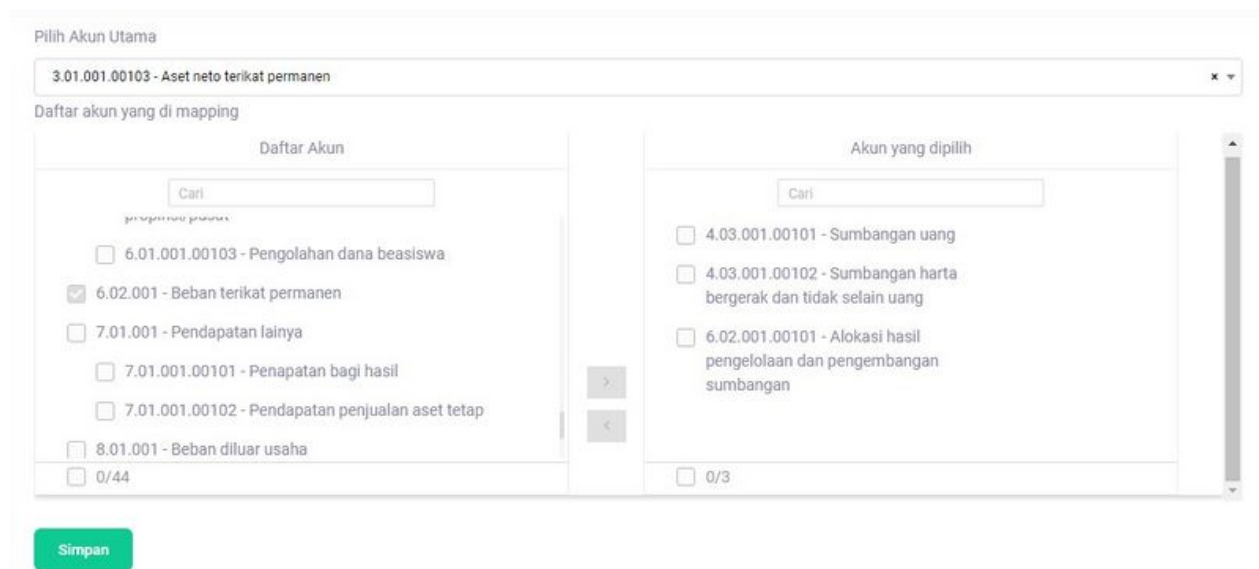 Pilih Akun Utama
3.01.001.00103 - Aset neto terikat permanen
x
Daftar akun yang di mapping
Daftar Akun
Cari
propinsi/pusat
6.01.001.00103 - Pengolahan dana beasiswa
6.02.001 - Beban terikat permanen
7.01.001 - Pendapatan lainya
7.01.001.00101 - Penapatan bagi hasil
7.01.001.00102 - Pendapatan penjualan aset tetap
8.01.001 - Beban diluar usaha
0/44
>
<
Akun yang dipilih
Cari
4.03.001.00101 - Sumbangan uang
4.03.001.00102 - Sumbangan harta
bergerak dan tidak selain uang
6.02.001.00101 - Alokasi hasil
pengelolaan dan pengembangan
sumbangan
0/3
Simpan